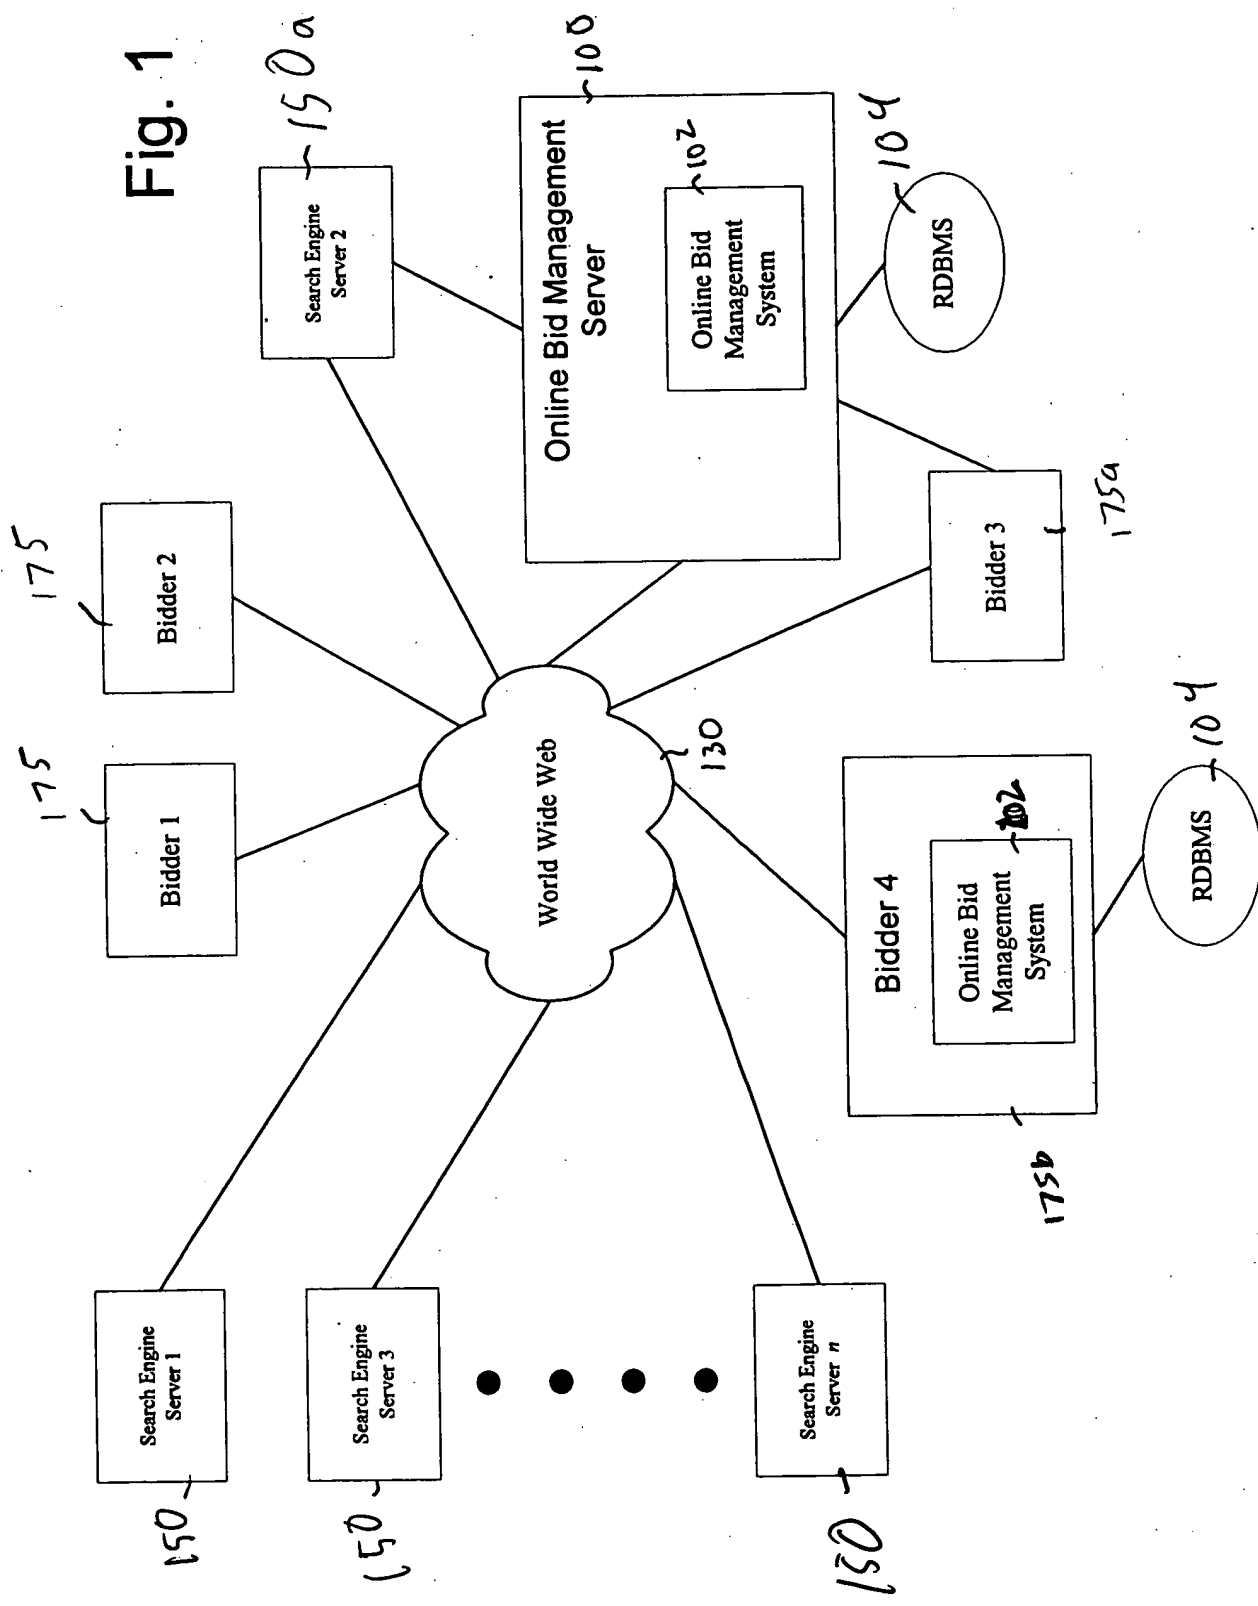 Fig. 1
150
Search Engine
Server 1
150
Search Engine
Server 3
150
Search Engine
Server n
175
Bidder 1
175
Bidder 2
150a
Search Engine
Server 2
World Wide Web
130
100
Online Bid Management
Server
102
Online Bid
Management
System
104
RDBMS
175b
Bidder 4
102
Online Bid
Management
System
104
RDBMS
175a
Bidder 3